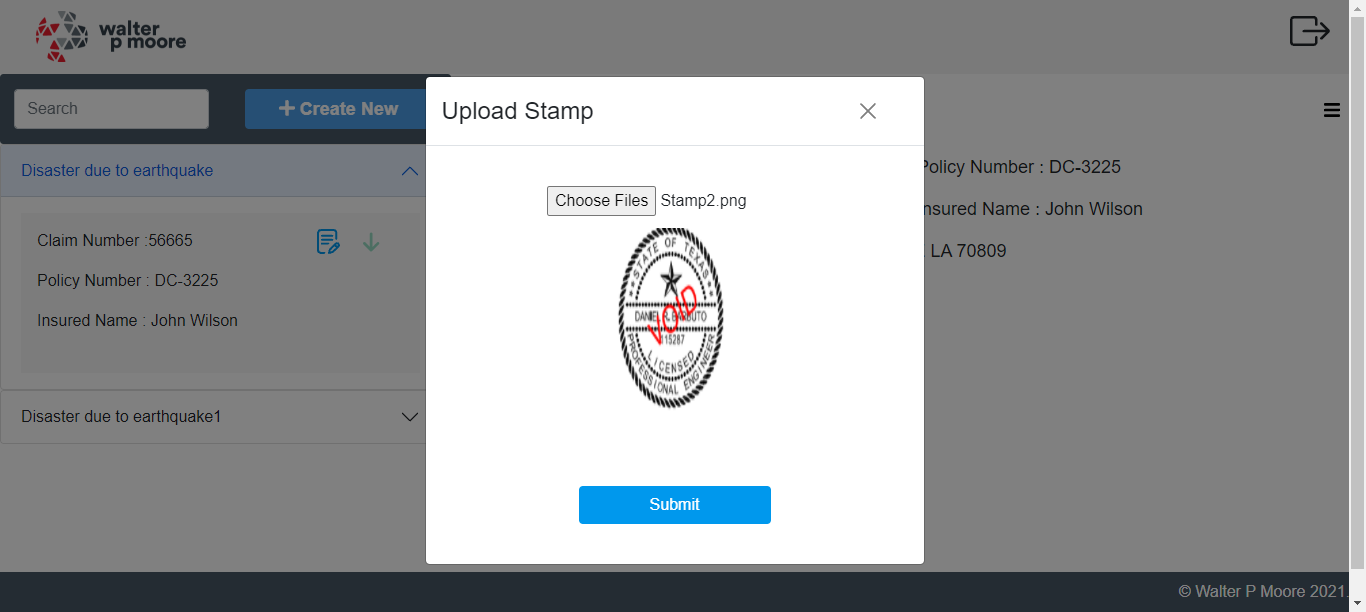 walter
p moore
Search
Create New
Upload Stamp
Disaster due to earthquake
Claim Number :56665
Policy Number : DC-3225
Insured Name : John Wilson
Disaster due to earthquake1
Choose Files Stamp2.png
STATE OF TEXAS
DANIEL R. BARBUTO
115287
LICENSED
PROFESSIONAL ENGINEER
VOID
Submit
Policy Number : DC-3225
nsured Name : John Wilson
: LA 70809
© Walter P Moore 2021.